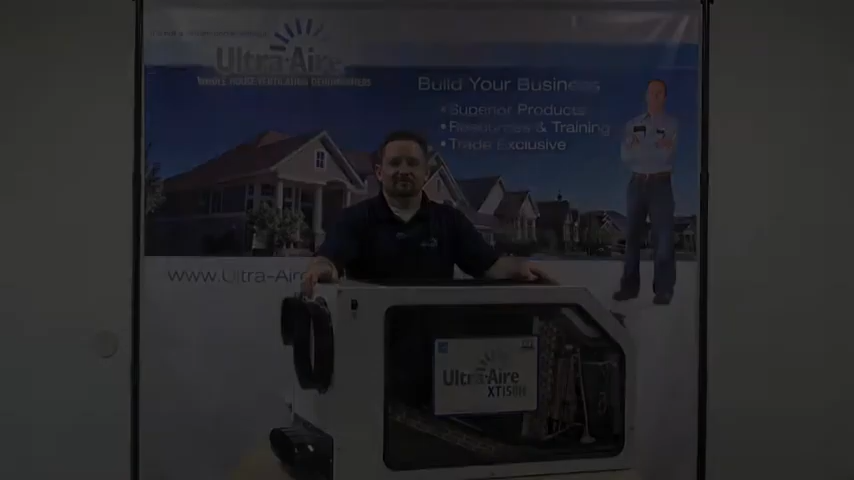 Ultra-Aire
WHOLE HOUSE VENTILATING DEHUMIDIFIERS
Build Your Business
• Superior Products
• Resources & Training
• Trade Exclusive
www.Ultra-Aire
Ultra-Aire
XT150H